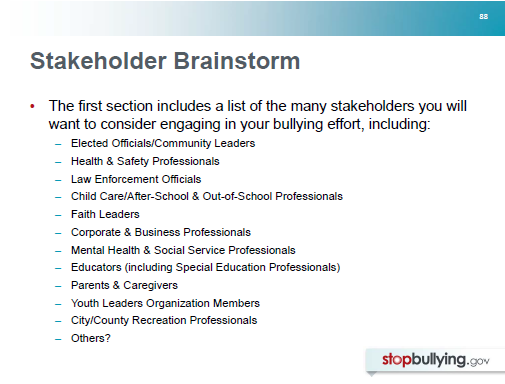 88
Stakeholder Brainstorm
• The first section includes a list of the many stakeholders you will
want to consider engaging in your bullying effort, including:
– Elected Officials/Community Leaders
– Health & Safety Professionals
– Law Enforcement Officials
– Child Care/After-School & Out-of-School Professionals
– Faith Leaders
– Corporate & Business Professionals
– Mental Health & Social Service Professionals
– Educators (including Special Education Professionals)
– Parents & Caregivers
– Youth Leaders Organization Members
– City/County Recreation Professionals
– Others?
stopbullying.gov